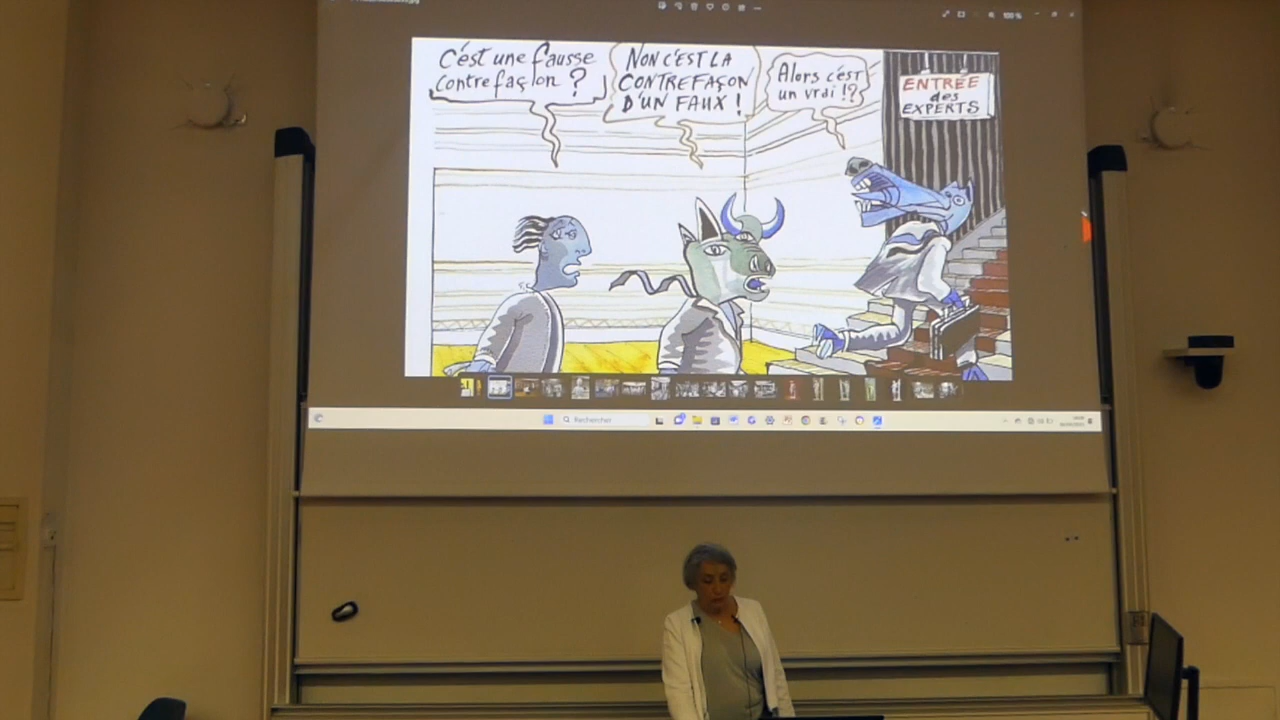 C'est une fausse
contrefaçon ?
NON C'EST LA
CONTREFAÇON
D'UN FAUX !
Alors c'est
un vrai !?
ENTRÉE
des
EXPERTS
Rechercher